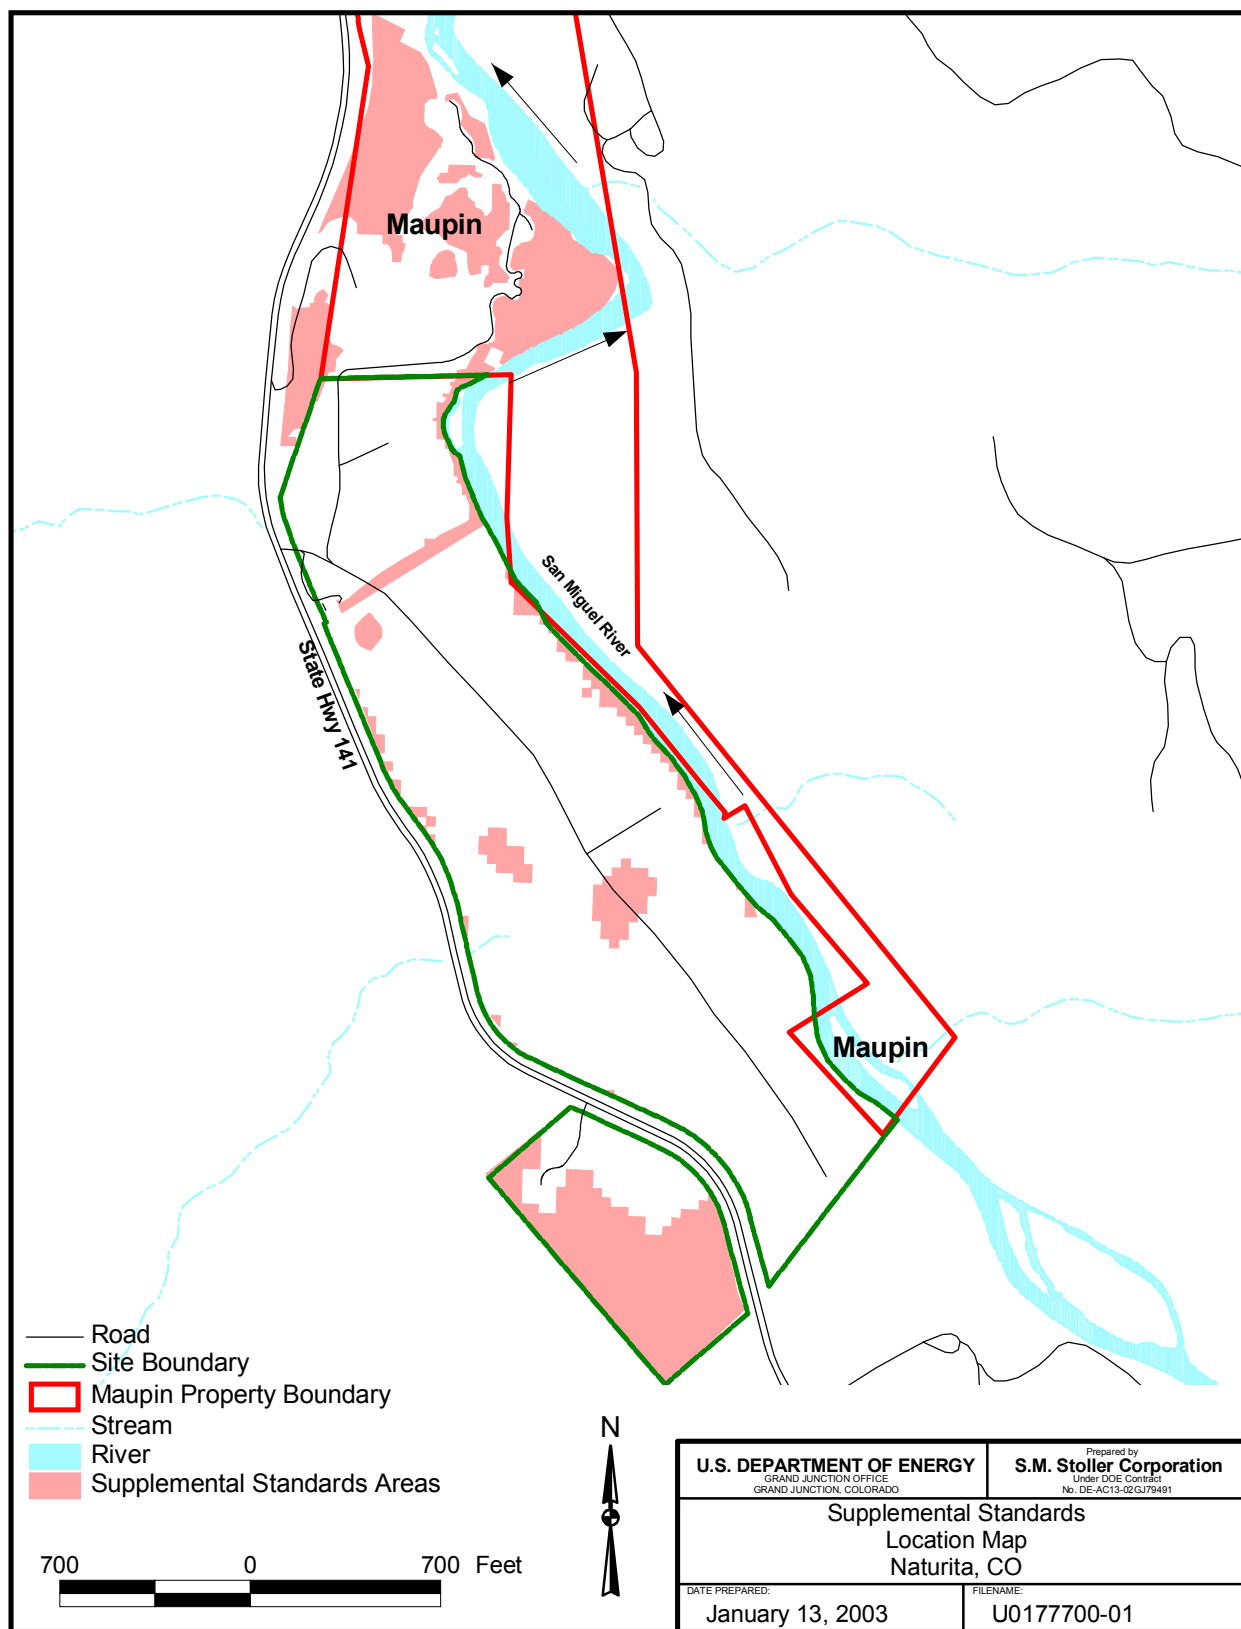 Maupin
San Miguel River
State Hwy 141
Maupin
Road
Site Boundary
Maupin Property Boundary
Stream
River
Supplemental Standards Areas
N
700 0 700 Feet
U.S. DEPARTMENT OF ENERGY
GRAND JUNCTION OFFICE
GRAND JUNCTION, COLORADO
Prepared by
S.M. Stoller Corporation
Under DOE Contract
No. DE-AC13-02GJ79491
Supplemental Standards
Location Map
Naturita, CO
DATE PREPARED:
January 13, 2003
FILENAME:
U0177700-01